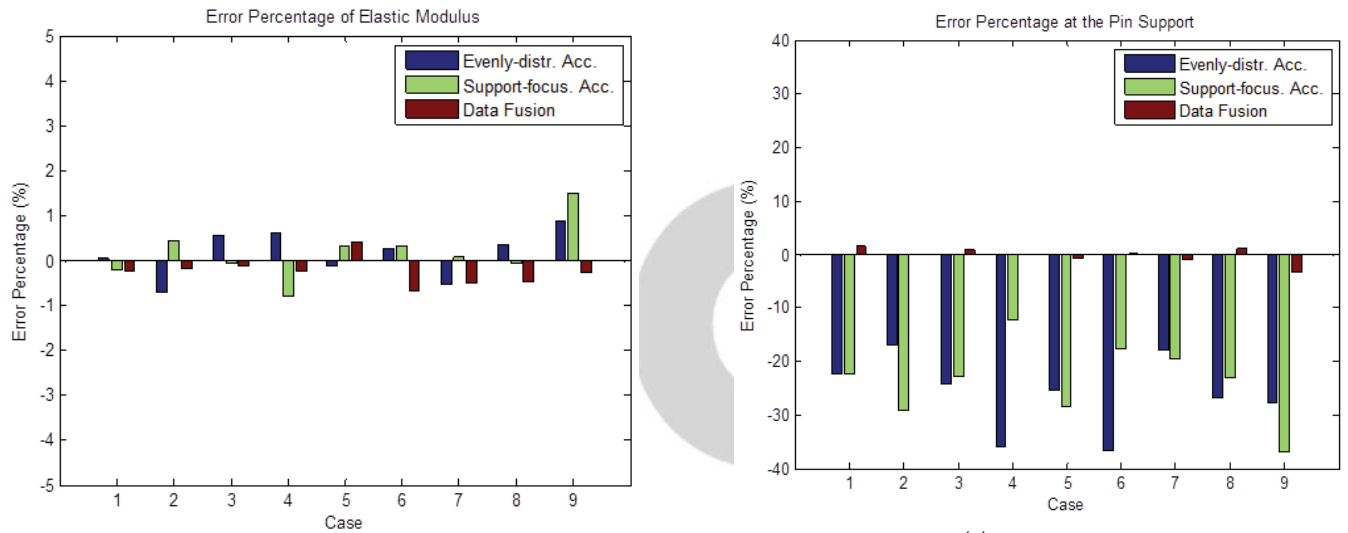 Error Percentage of Elastic Modulus
5
4
3
2
1
0
-1
-2
-3
-4
-5
Error Percentage (%)
Evenly-distr. Acc.
Support-focus. Acc.
Data Fusion
1 2 3 4 5 6 7 8 9
Case
Error Percentage at the Pin Support
40
30
20
10
0
-10
-20
-30
-40
Error Percentage (%)
Evenly-distr. Acc.
Support-focus. Acc.
Data Fusion
1 2 3 4 5 6 7 8 9
Case